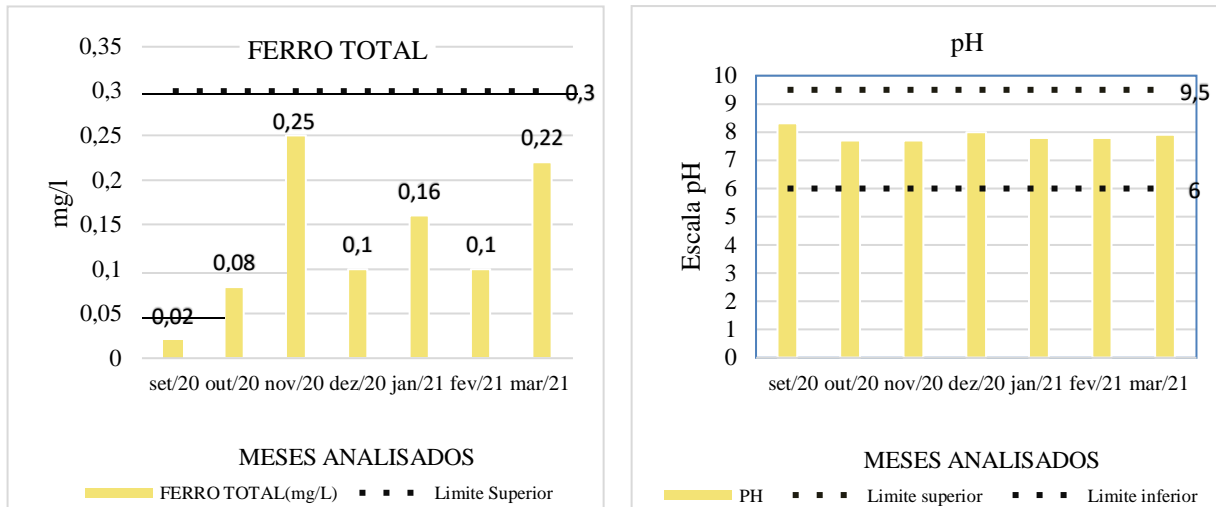 FERRO TOTAL
0,35
0,3
0,25
0,2
0,15
0,1
0,05
0
mg/l
0,3
0,02
0,08
0,25
0,1
0,16
0,1
0,22
set/20 out/20 nov/20 dez/20 jan/21 fev/21 mar/21
MESES ANALISADOS
FERRO TOTAL(mg/L) Limite Superior
pH
10
9
8
7
6
5
4
3
2
1
0
Escala pH
9,5
6
set/20 out/20 nov/20 dez/20 jan/21 fev/21 mar/21
MESES ANALISADOS
PH Limite superior Limite inferior